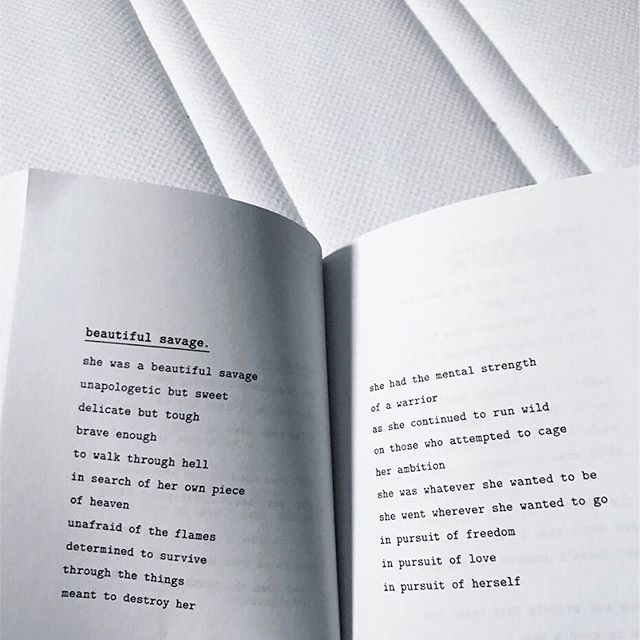 beautiful savage.
she was a beautiful savage
unapologetic but sweet
delicate but tough
brave enough
to walk through hell
in search of her own piece
of heaven
unafraid of the flames
determined to survive
through the things
meant to destroy her
she had the mental strength
of a warrior
as she continued to run wild
on those who attempted to cage
her ambition
she was whatever she wanted to be
she went wherever she wanted to go
in pursuit of freedom
in pursuit of love
in pursuit of herself